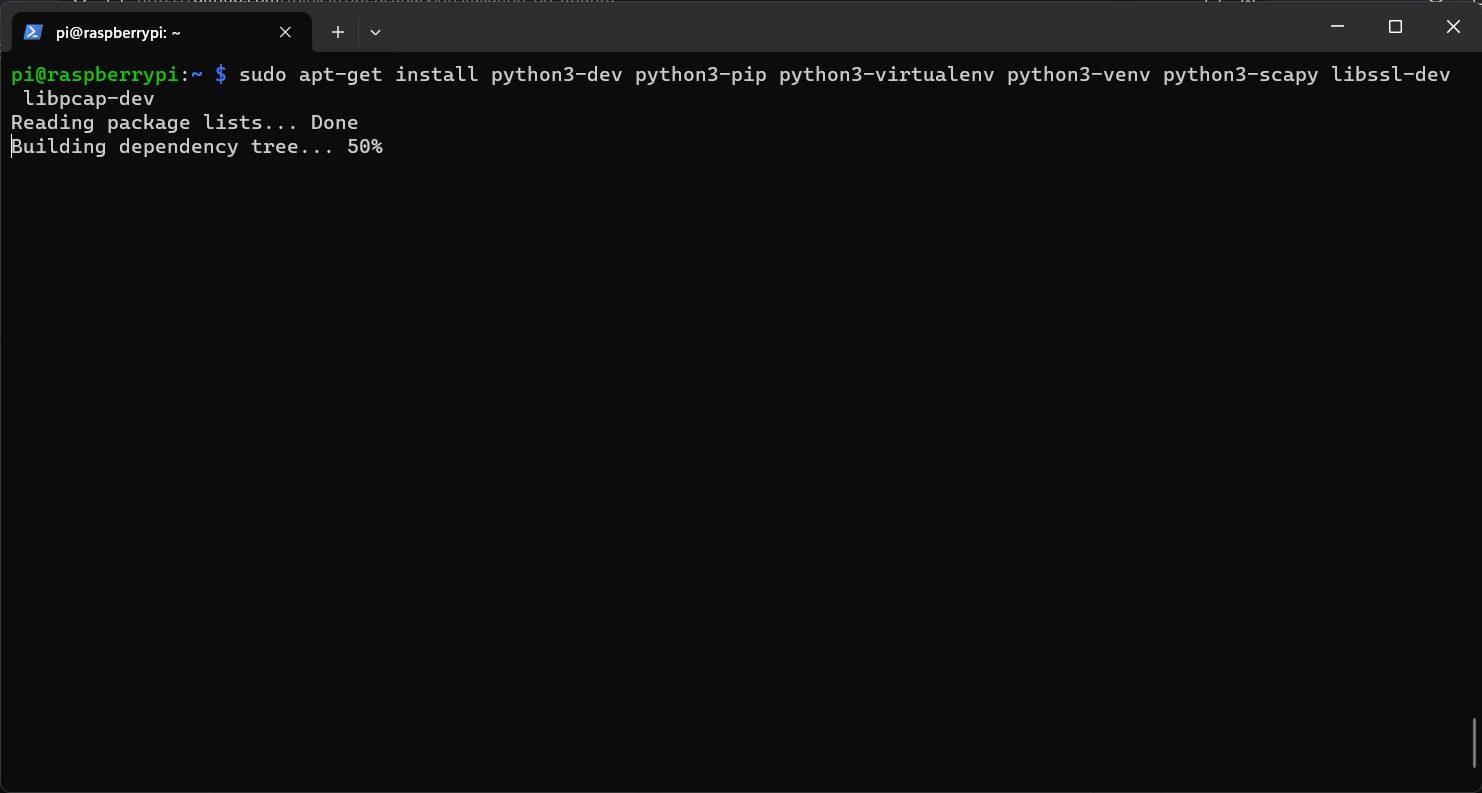 pi@raspberrypi: ~
pi@raspberrypi:~ $ sudo apt-get install python3-dev python3-pip python3-virtualenv python3-venv python3-scapy libssl-dev
libpcap-dev
Reading package lists... Done
Building dependency tree... 50%